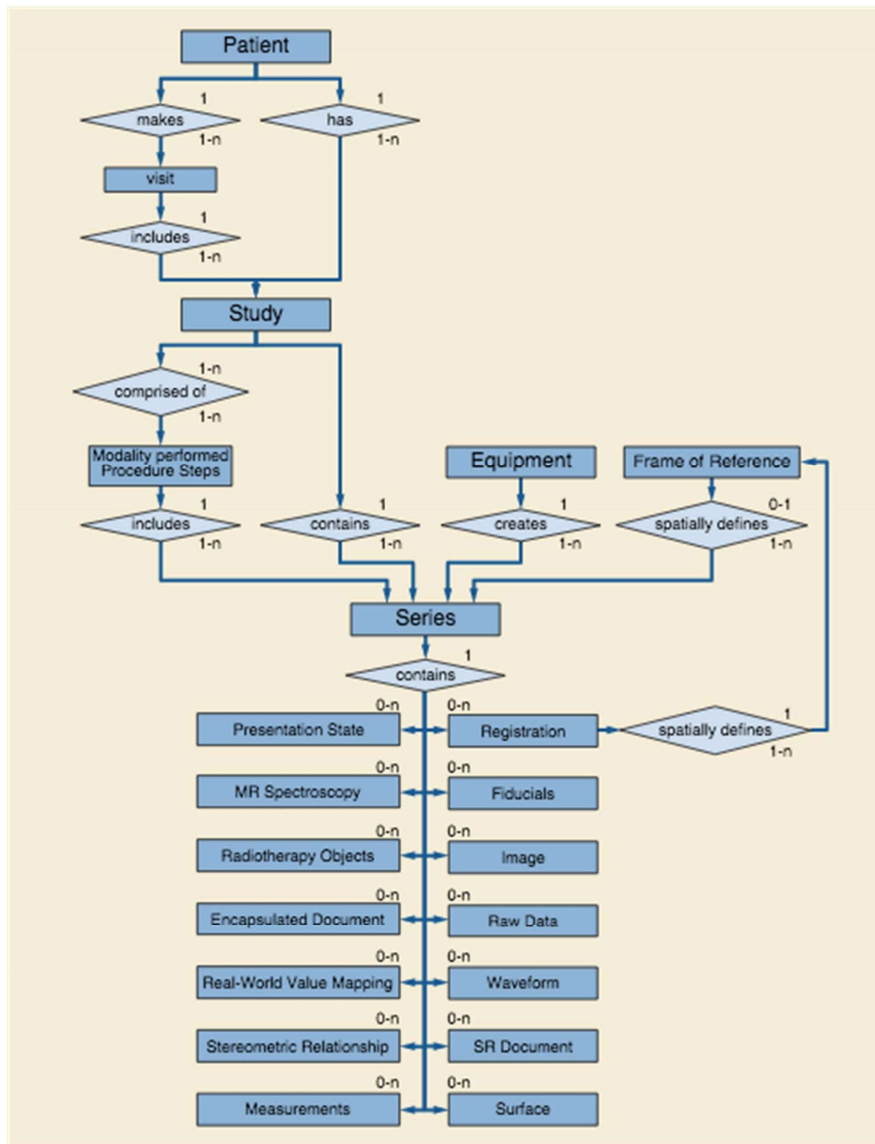 Patient
1
1
makes
has
1-n
1-n
visit
1
includes
1-n
Study
1-n
comprised of
1-n
Modality performed
Procedure Steps
Equipment
Frame of Reference
1
1
1
0-1
includes
contains
creates
spatially defines
1-n
1-n
1-n
1-n
Series
1
contains
0-n
0-n
1
Presentation State
Registration
spatially defines
1-n
0-n
0-n
MR Spectroscopy
Fiducials
0-n
0-n
Radiotherapy Objects
Image
0-n
0-n
Encapsulated Document
Raw Data
0-n
0-n
Real-World Value Mapping
Waveform
0-n
0-n
Stereometric Relationship
SR Document
0-n
0-n
Measurements
Surface